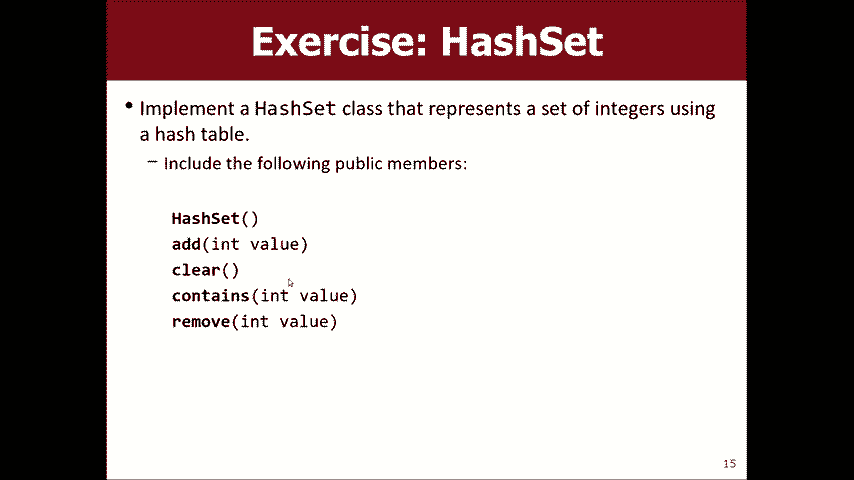 Exercise: HashSet
• Implement a HashSet class that represents a set of integers using
a hash table.
– Include the following public members:
HashSet()
add(int value)
clear()
contains(int value)
remove(int value)
15